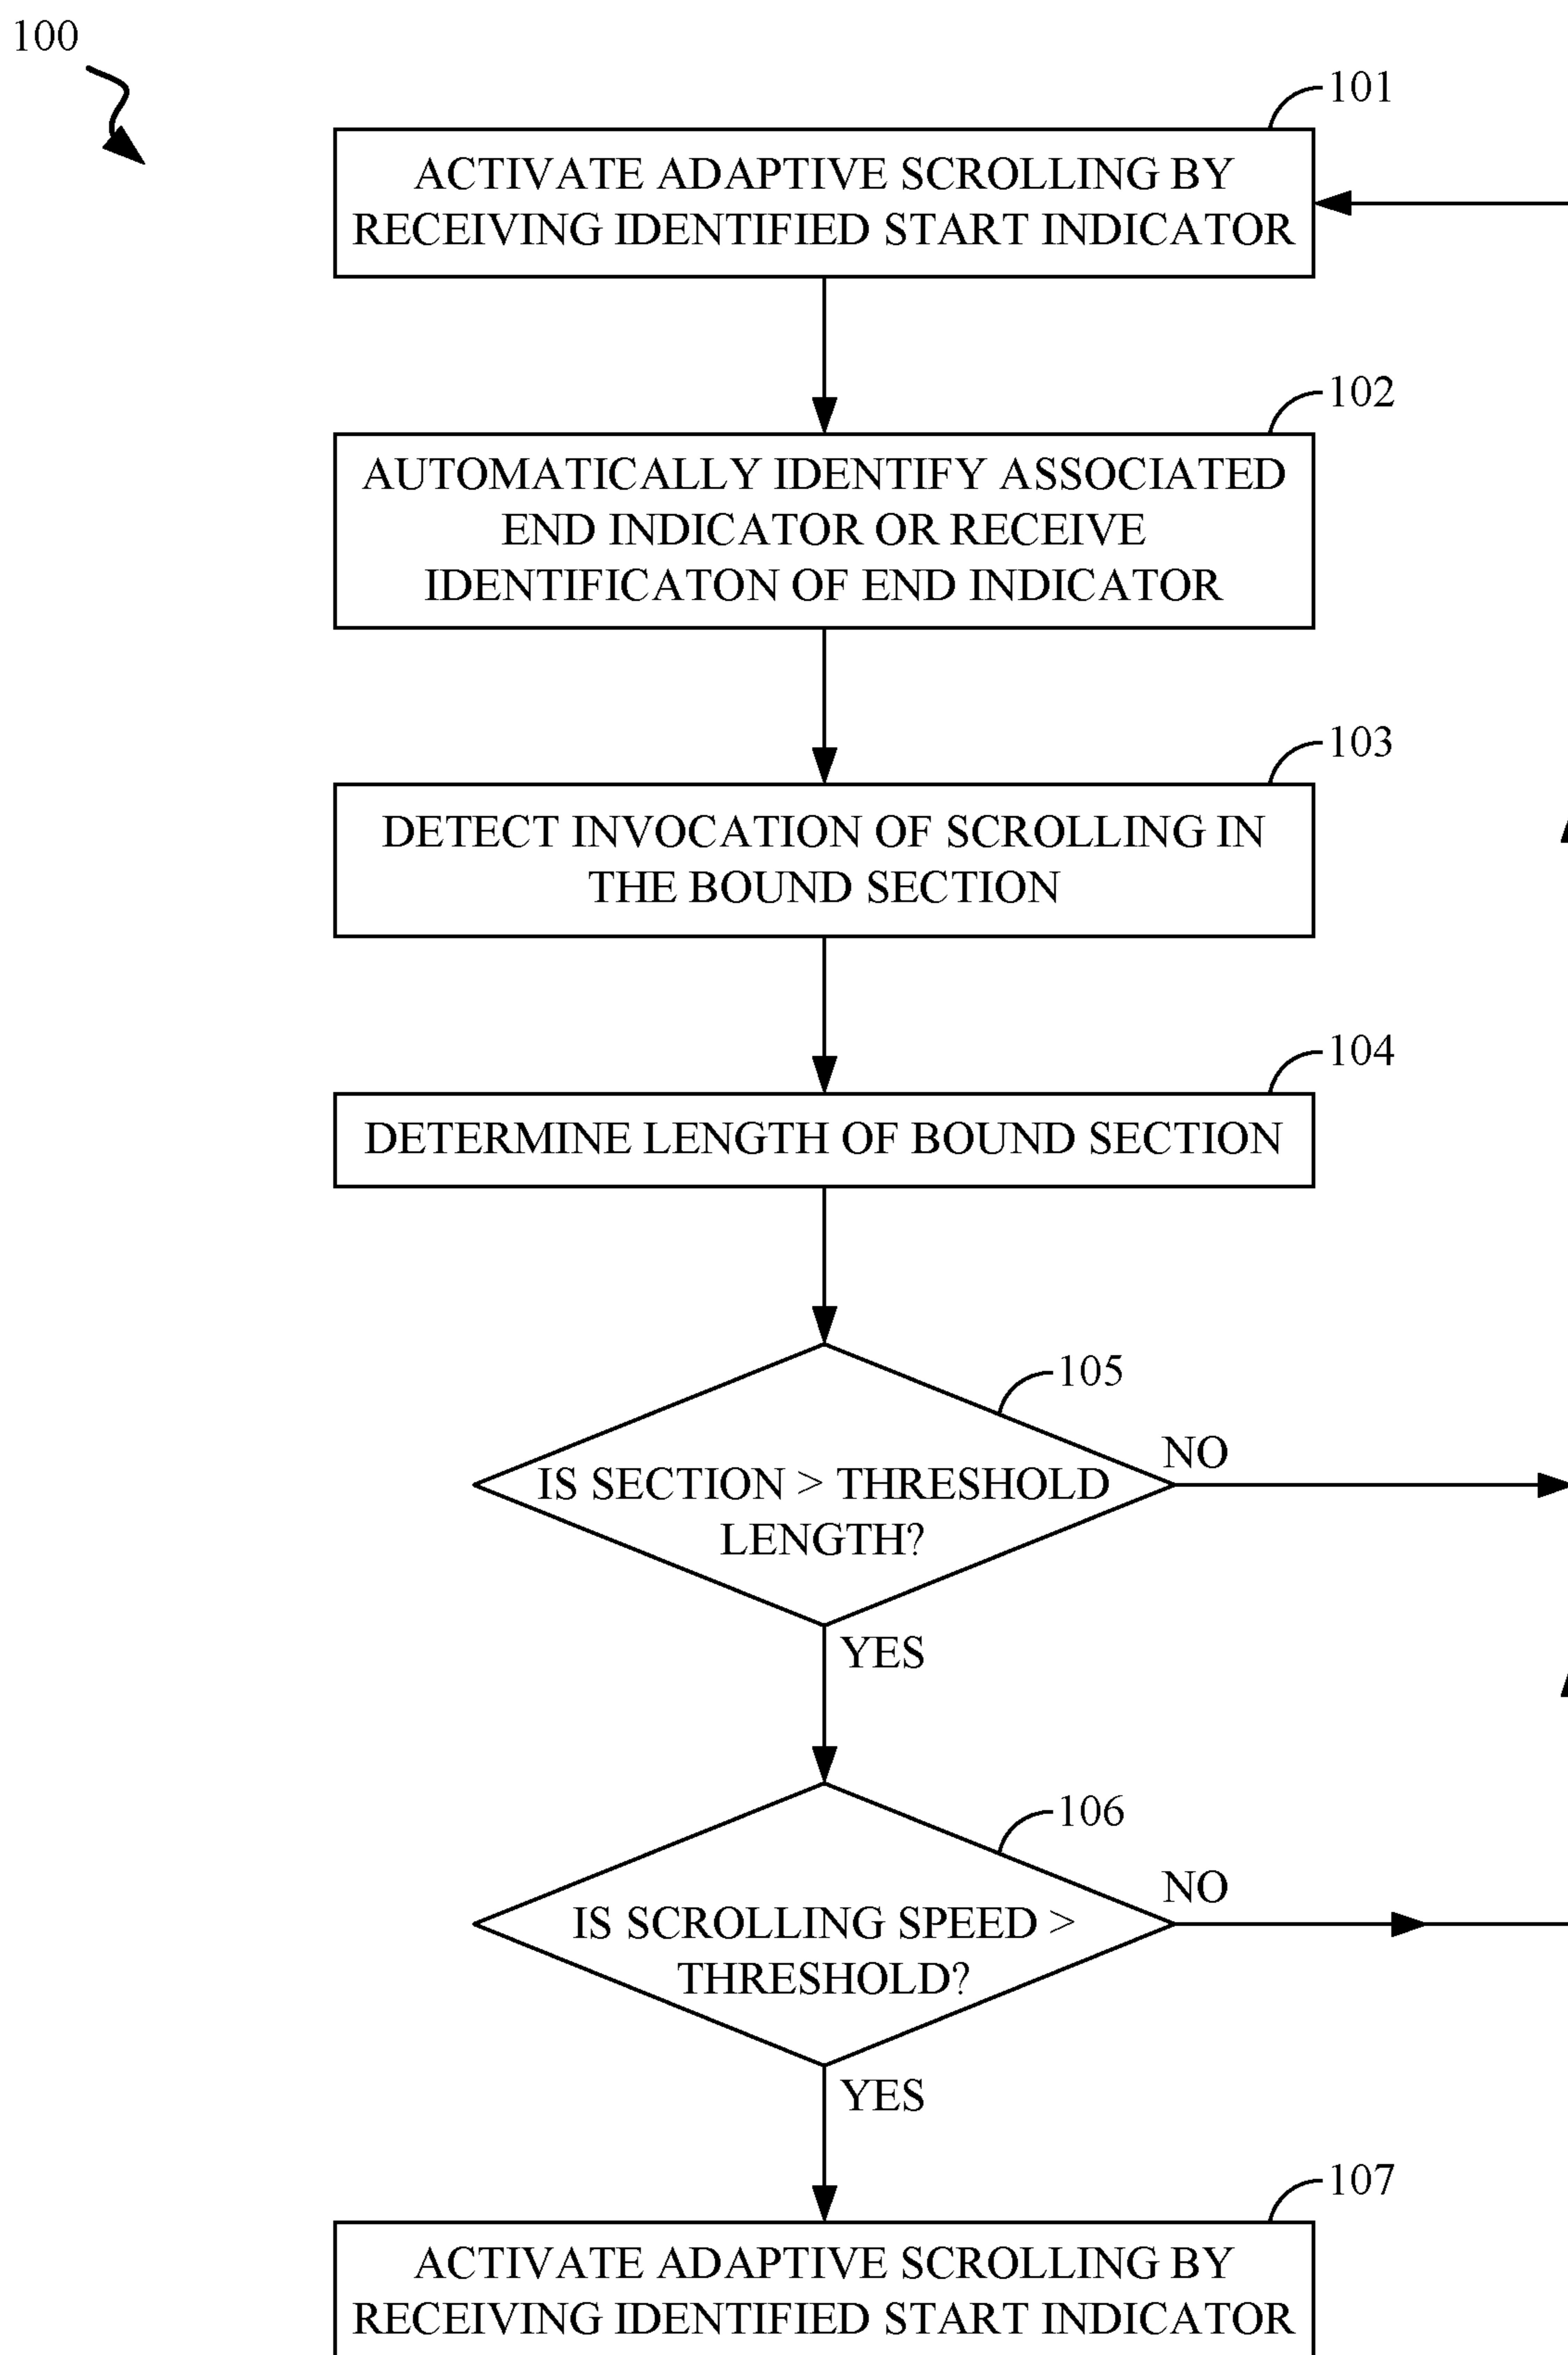 100
101
ACTIVATE ADAPTIVE SCROLLING BY
RECEIVING IDENTIFIED START INDICATOR
102
AUTOMATICALLY IDENTIFY ASSOCIATED
END INDICATOR OR RECEIVE
IDENTIFICATON OF END INDICATOR
103
DETECT INVOCATION OF SCROLLING IN
THE BOUND SECTION
104
DETERMINE LENGTH OF BOUND SECTION
105
IS SECTION > THRESHOLD
LENGTH?
NO
YES
106
IS SCROLLING SPEED >
THRESHOLD?
NO
YES
107
ACTIVATE ADAPTIVE SCROLLING BY
RECEIVING IDENTIFIED START INDICATOR